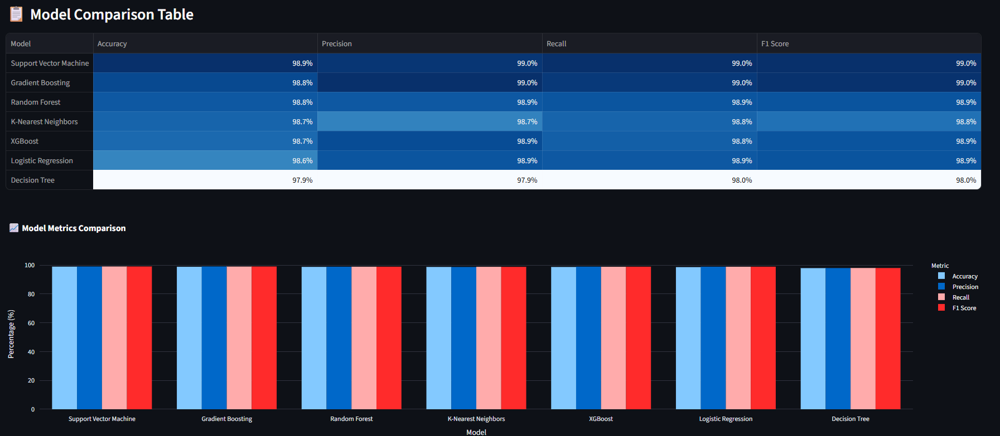 📋 Model Comparison Table
Model Accuracy Precision Recall F1 Score
Support Vector Machine 98.9% 99.0% 99.0% 99.0%
Gradient Boosting 98.8% 99.0% 99.0% 99.0%
Random Forest 98.8% 98.9% 98.9% 98.9%
K-Nearest Neighbors 98.7% 98.7% 98.8% 98.8%
XGBoost 98.7% 98.9% 98.8% 98.9%
Logistic Regression 98.6% 98.9% 98.9% 98.9%
Decision Tree 97.9% 97.9% 98.0% 98.0%
📈 Model Metrics Comparison
Percentage (%)
100
80
60
40
20
0
Support Vector Machine Gradient Boosting Random Forest K-Nearest Neighbors XGBoost Logistic Regression Decision Tree
Model
Metric
Accuracy
Precision
Recall
F1 Score